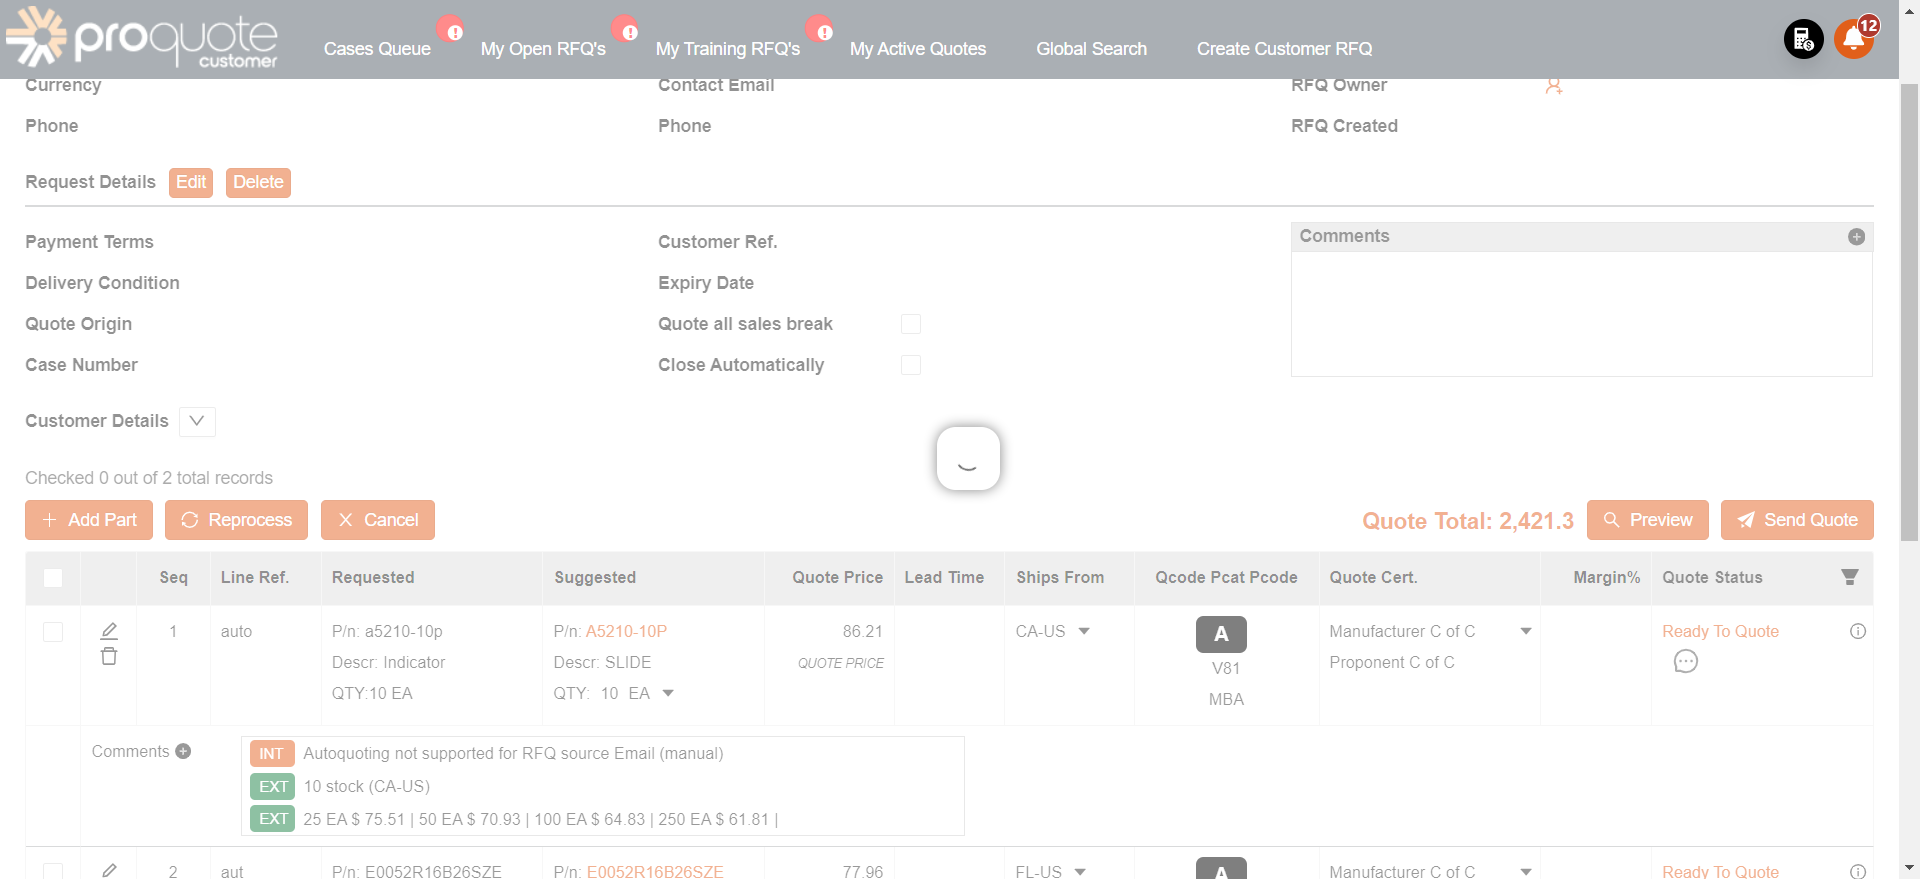 proquote
customer
Cases Queue
My Open RFQ's
My Training RFQ's
My Active Quotes
Global Search
Create Customer RFQ
12
Currency
Contact Email
RFQ Owner
Phone
Phone
RFQ Created
Request Details
Edit
Delete
Payment Terms
Customer Ref.
Comments
Delivery Condition
Expiry Date
Quote Origin
Quote all sales break
Case Number
Close Automatically
Customer Details
Checked 0 out of 2 total records
Add Part
Reprocess
Cancel
Quote Total: 2,421.3
Preview
Send Quote
Seq
Line Ref.
Requested
Suggested
Quote Price
Lead Time
Ships From
Qcode Pcat Pcode
Quote Cert.
Margin%
Quote Status
1
auto
P/n: a5210-10p
Descr: Indicator
QTY:10 EA
P/n: A5210-10P
Descr: SLIDE
QTY: 10 EA
86.21
QUOTE PRICE
CA-US
A
V81
MBA
Manufacturer C of C
Proponent C of C
Ready To Quote
Comments
INT Autoquoting not supported for RFQ source Email (manual)
EXT 10 stock (CA-US)
EXT 25 EA $ 75.51 | 50 EA $ 70.93 | 100 EA $ 64.83 | 250 EA $ 61.81 |
2
aut
P/n: E0052R16B26SZE
P/n: E0052R16B26SZE
77.96
FL-US
A
Manufacturer C of C
Ready To Quote